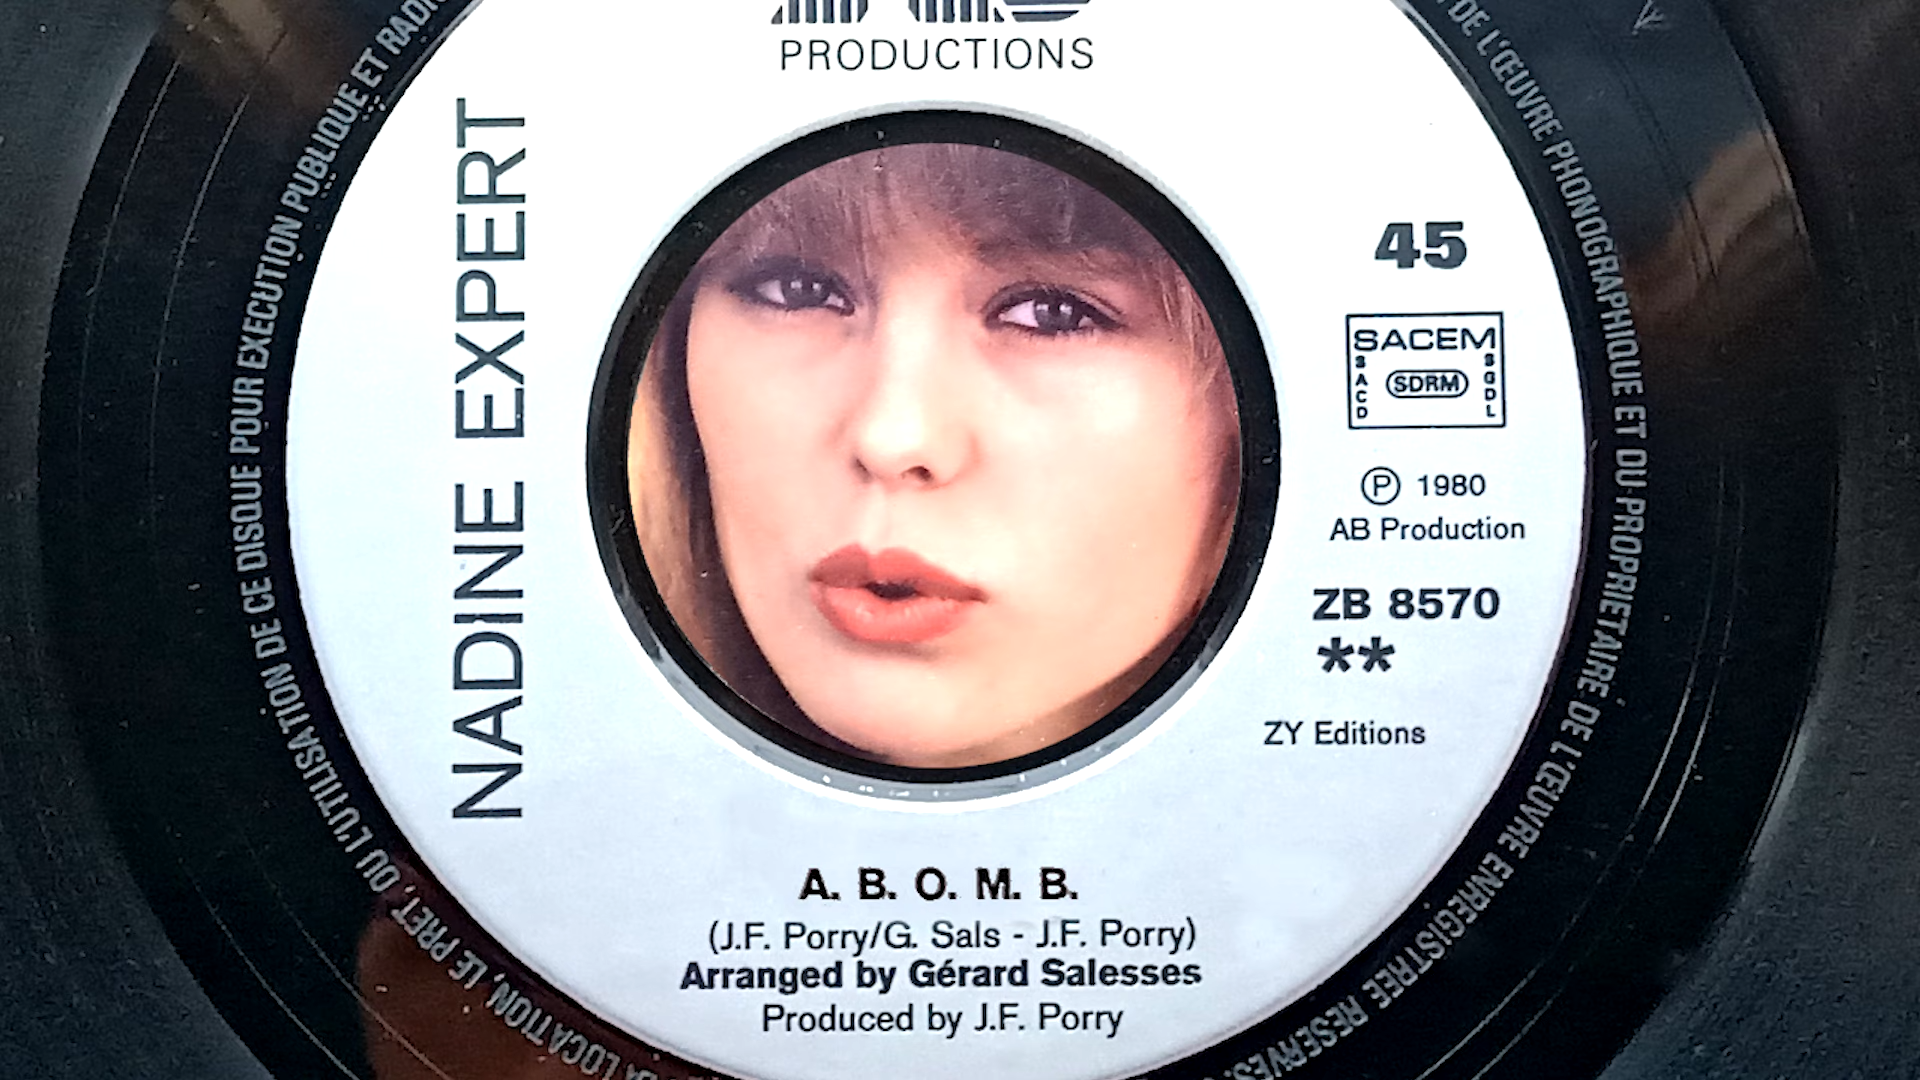 PRODUCTIONS
NADINE EXPERT
45
SACEM
SACD
SDRM
SGDL
Ⓟ 1980
AB Production
ZB 8570
**
ZY Editions
A. B. O. M. B.
(J.F. Porry/G. Sals - J.F. Porry)
Arranged by Gérard Salesses
Produced by J.F. Porry
DE L'ŒUVRE PHONOGRAPHIQUE ET DU PROPRIETAIRE DE L'ŒUVRE ENREGISTREE RESERVES.
LA LOCATION, LE PRET, OU L'UTILISATION DE CE DISQUE POUR EXECUTION PUBLIQUE ET